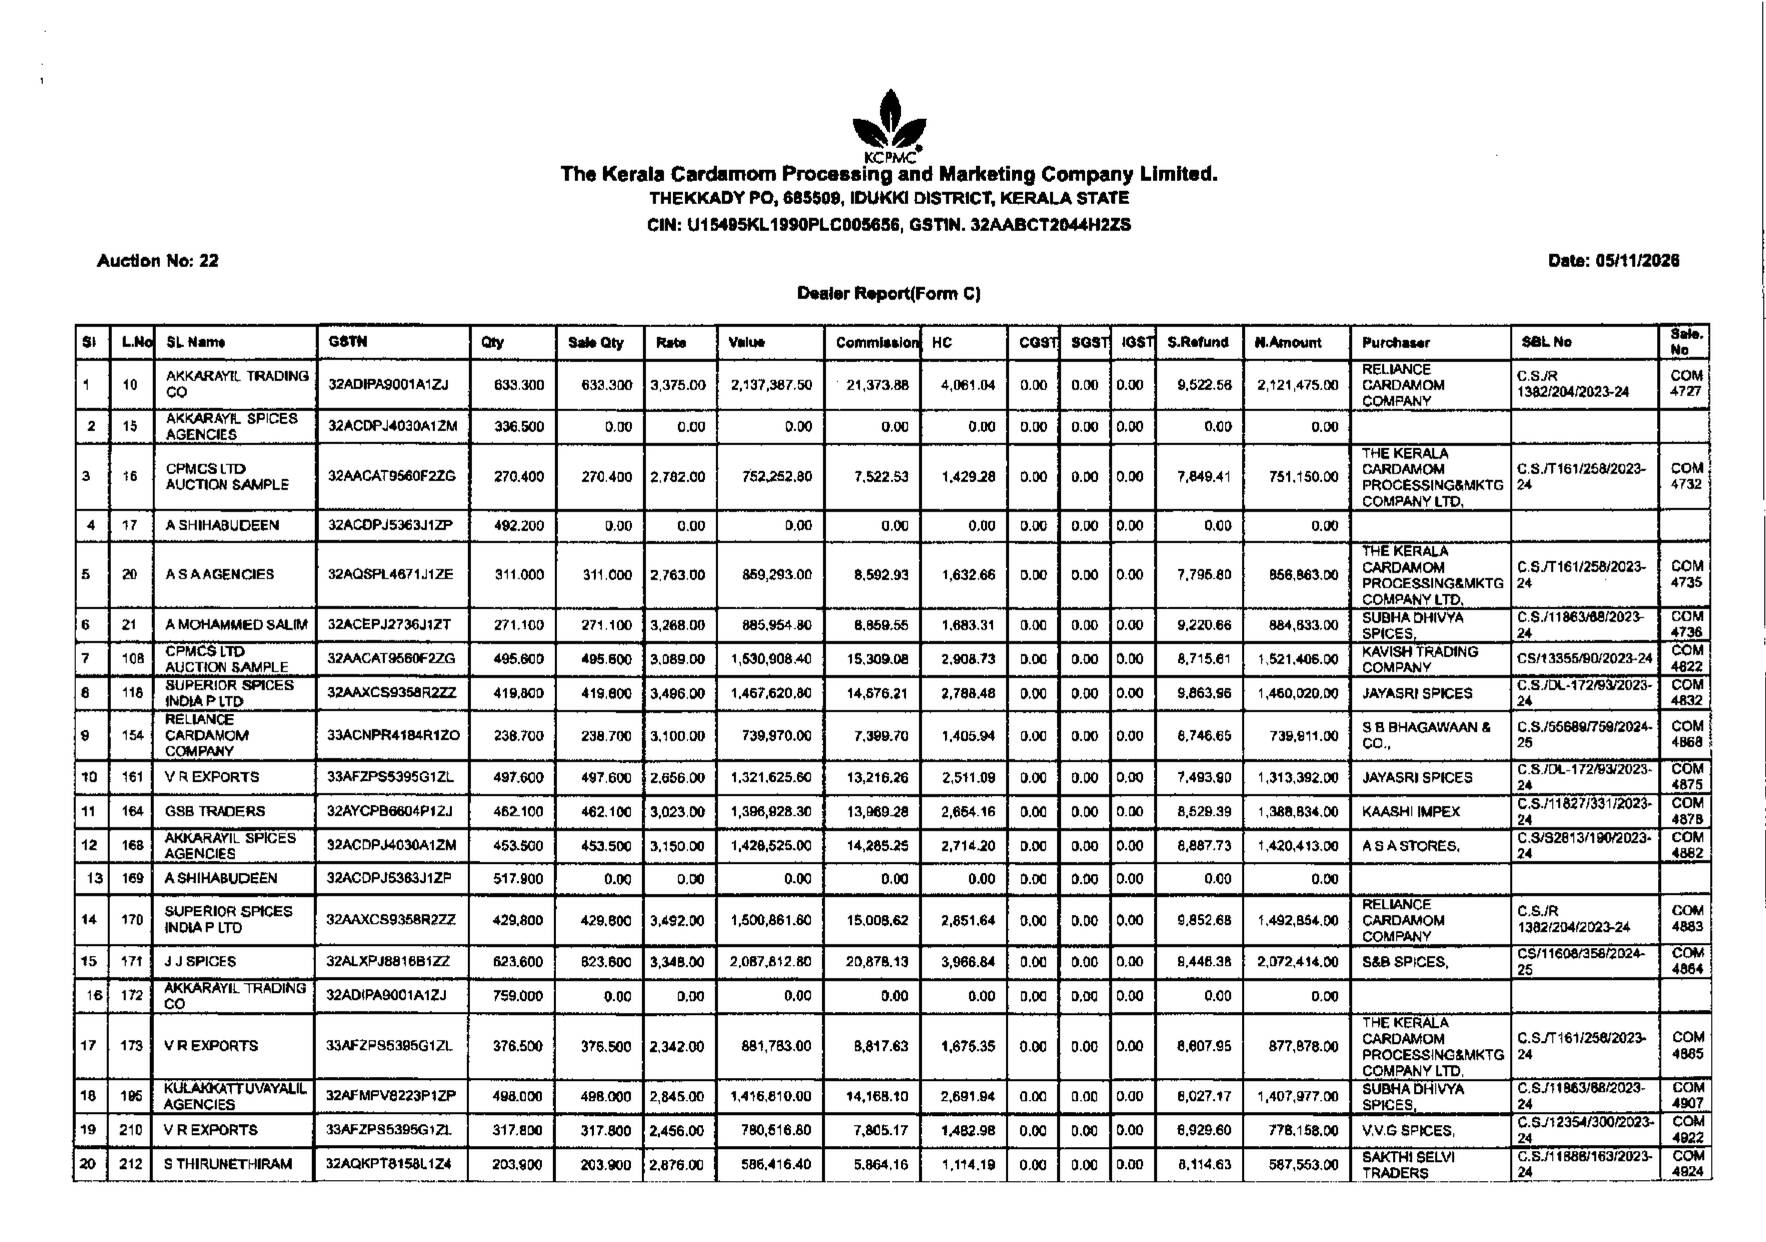 KCPMC
The Kerala Cardamom Processing and Marketing Company Limited.
THEKKADY PO, 685509, IDUKKI DISTRICT, KERALA STATE
CIN: U15495KL1990PLC005656, GSTIN. 32AABCT2044H2ZS
Auction No: 22 Date: 05/11/2026
Dealer Report(Form C)
Sl L.No SL Name GSTN Qty Sale Qty Rate Value Commission HC CGST SGST IGST S.Refund N.Amount Purchaser SBL No Sale. No
1 10 AKKARAYIL TRADING CO 32ADIPA9001A1ZJ 633.300 633.300 3,375.00 2,137,387.50 21,373.88 4,061.04 0.00 0.00 0.00 9,522.56 2,121,475.00 RELIANCE CARDAMOM COMPANY C.S./R 1382/204/2023-24 COM 4727
2 15 AKKARAYIL SPICES AGENCIES 32ACDPJ4030A1ZM 336.500 0.00 0.00 0.00 0.00 0.00 0.00 0.00 0.00 0.00 0.00
3 16 CPMCS LTD AUCTION SAMPLE 32AACAT9560F2ZG 270.400 270.400 2,782.00 752,252.80 7,522.53 1,429.28 0.00 0.00 0.00 7,849.41 751,150.00 THE KERALA CARDAMOM PROCESSING&MKTG COMPANY LTD, C.S./T161/258/2023-24 COM 4732
4 17 A SHIHABUDEEN 32ACDPJ5363J1ZP 492.200 0.00 0.00 0.00 0.00 0.00 0.00 0.00 0.00 0.00 0.00
5 20 A S A AGENCIES 32AQSPL4671J1ZE 311.000 311.000 2,763.00 859,293.00 8,592.93 1,632.66 0.00 0.00 0.00 7,795.80 856,863.00 THE KERALA CARDAMOM PROCESSING&MKTG COMPANY LTD, C.S./T161/258/2023-24 COM 4735
6 21 A MOHAMMED SALIM 32ACEPJ2736J1ZT 271.100 271.100 3,268.00 885,954.80 8,859.55 1,683.31 0.00 0.00 0.00 9,220.66 884,633.00 SUBHA DHIVYA SPICES, C.S./11863/88/2023-24 COM 4736
7 108 CPMCS LTD AUCTION SAMPLE 32AACAT9560F2ZG 495.600 495.600 3,089.00 1,530,908.40 15,309.08 2,908.73 0.00 0.00 0.00 8,715.61 1,521,406.00 KAVISH TRADING COMPANY CS/13355/90/2023-24 COM 4822
8 118 SUPERIOR SPICES INDIA P LTD 32AAXCS9358R2ZZ 419.800 419.800 3,496.00 1,467,620.80 14,676.21 2,788.48 0.00 0.00 0.00 9,863.96 1,460,020.00 JAYASRI SPICES C.S./DL-172/93/2023-24 COM 4832
9 154 RELIANCE CARDAMOM COMPANY 33ACNPR4184R1ZO 238.700 238.700 3,100.00 739,970.00 7,399.70 1,405.94 0.00 0.00 0.00 8,746.65 739,911.00 S B BHAGAWAAN & CO., C.S./55689/759/2024-25 COM 4868
10 161 V R EXPORTS 33AFZPS5395G1ZL 497.600 497.600 2,656.00 1,321,625.60 13,216.26 2,511.09 0.00 0.00 0.00 7,493.90 1,313,392.00 JAYASRI SPICES C.S./DL-172/93/2023-24 COM 4875
11 164 GSB TRADERS 32AYCPB6604P1ZJ 462.100 462.100 3,023.00 1,396,928.30 13,969.28 2,654.16 0.00 0.00 0.00 8,529.39 1,388,834.00 KAASHI IMPEX C.S./11827/331/2023-24 COM 4878
12 168 AKKARAYIL SPICES AGENCIES 32ACDPJ4030A1ZM 453.500 453.500 3,150.00 1,428,525.00 14,285.25 2,714.20 0.00 0.00 0.00 8,887.73 1,420,413.00 A S A STORES, C.S/S2813/190/2023-24 COM 4882
13 169 A SHIHABUDEEN 32ACDPJ5363J1ZP 517.900 0.00 0.00 0.00 0.00 0.00 0.00 0.00 0.00 0.00 0.00
14 170 SUPERIOR SPICES INDIA P LTD 32AAXCS9358R2ZZ 429.800 429.800 3,492.00 1,500,861.60 15,008.62 2,851.64 0.00 0.00 0.00 9,852.68 1,492,854.00 RELIANCE CARDAMOM COMPANY C.S./R 1382/204/2023-24 COM 4883
15 171 J J SPICES 32ALXPJ8816B1ZZ 623.600 623.600 3,348.00 2,087,812.80 20,878.13 3,966.84 0.00 0.00 0.00 9,446.38 2,072,414.00 S&B SPICES, CS/11608/358/2024-25 COM 4884
16 172 AKKARAYIL TRADING CO 32ADIPA9001A1ZJ 759.000 0.00 0.00 0.00 0.00 0.00 0.00 0.00 0.00 0.00 0.00
17 173 V R EXPORTS 33AFZPS5395G1ZL 376.500 376.500 2,342.00 881,763.00 8,817.63 1,675.35 0.00 0.00 0.00 6,607.95 877,878.00 THE KERALA CARDAMOM PROCESSING&MKTG COMPANY LTD, C.S./T161/258/2023-24 COM 4885
18 195 KULAKKATTUVAYALIL AGENCIES 32AFMPV8223P1ZP 498.000 498.000 2,845.00 1,416,810.00 14,168.10 2,691.94 0.00 0.00 0.00 8,027.17 1,407,977.00 SUBHA DHIVYA SPICES, C.S./11863/88/2023-24 COM 4907
19 210 V R EXPORTS 33AFZPS5395G1ZL 317.800 317.800 2,456.00 780,516.80 7,805.17 1,482.98 0.00 0.00 0.00 6,929.60 778,158.00 V.V.G SPICES, C.S./12354/300/2023-24 COM 4922
20 212 S THIRUNETHIRAM 32AQKPT8158L1Z4 203.900 203.900 2,876.00 586,416.40 5,864.16 1,114.19 0.00 0.00 0.00 8,114.63 587,553.00 SAKTHI SELVI TRADERS C.S./11888/163/2023-24 COM 4924